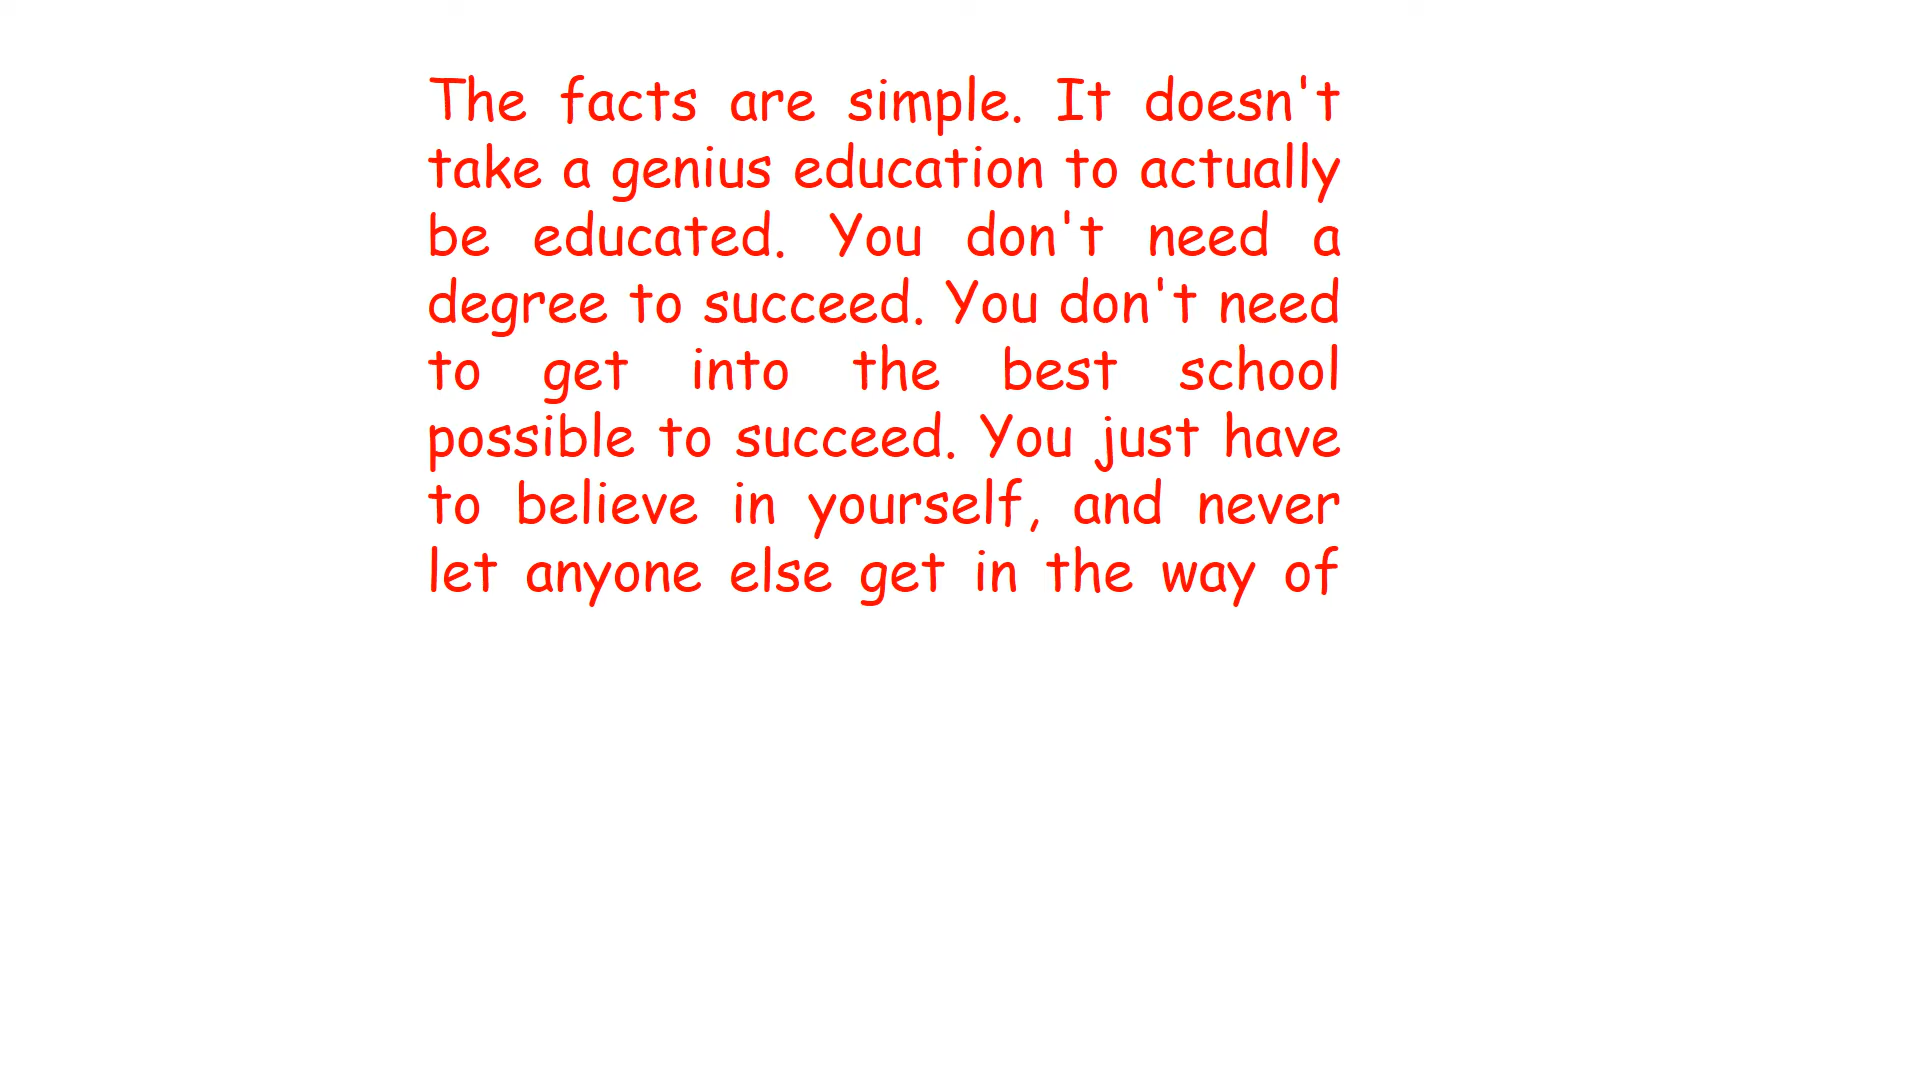 The facts are simple. It doesn't
take a genius education to actually
be educated. You don't need a
degree to succeed. You don't need
to get into the best school
possible to succeed. You just have
to believe in yourself, and never
let anyone else get in the way of